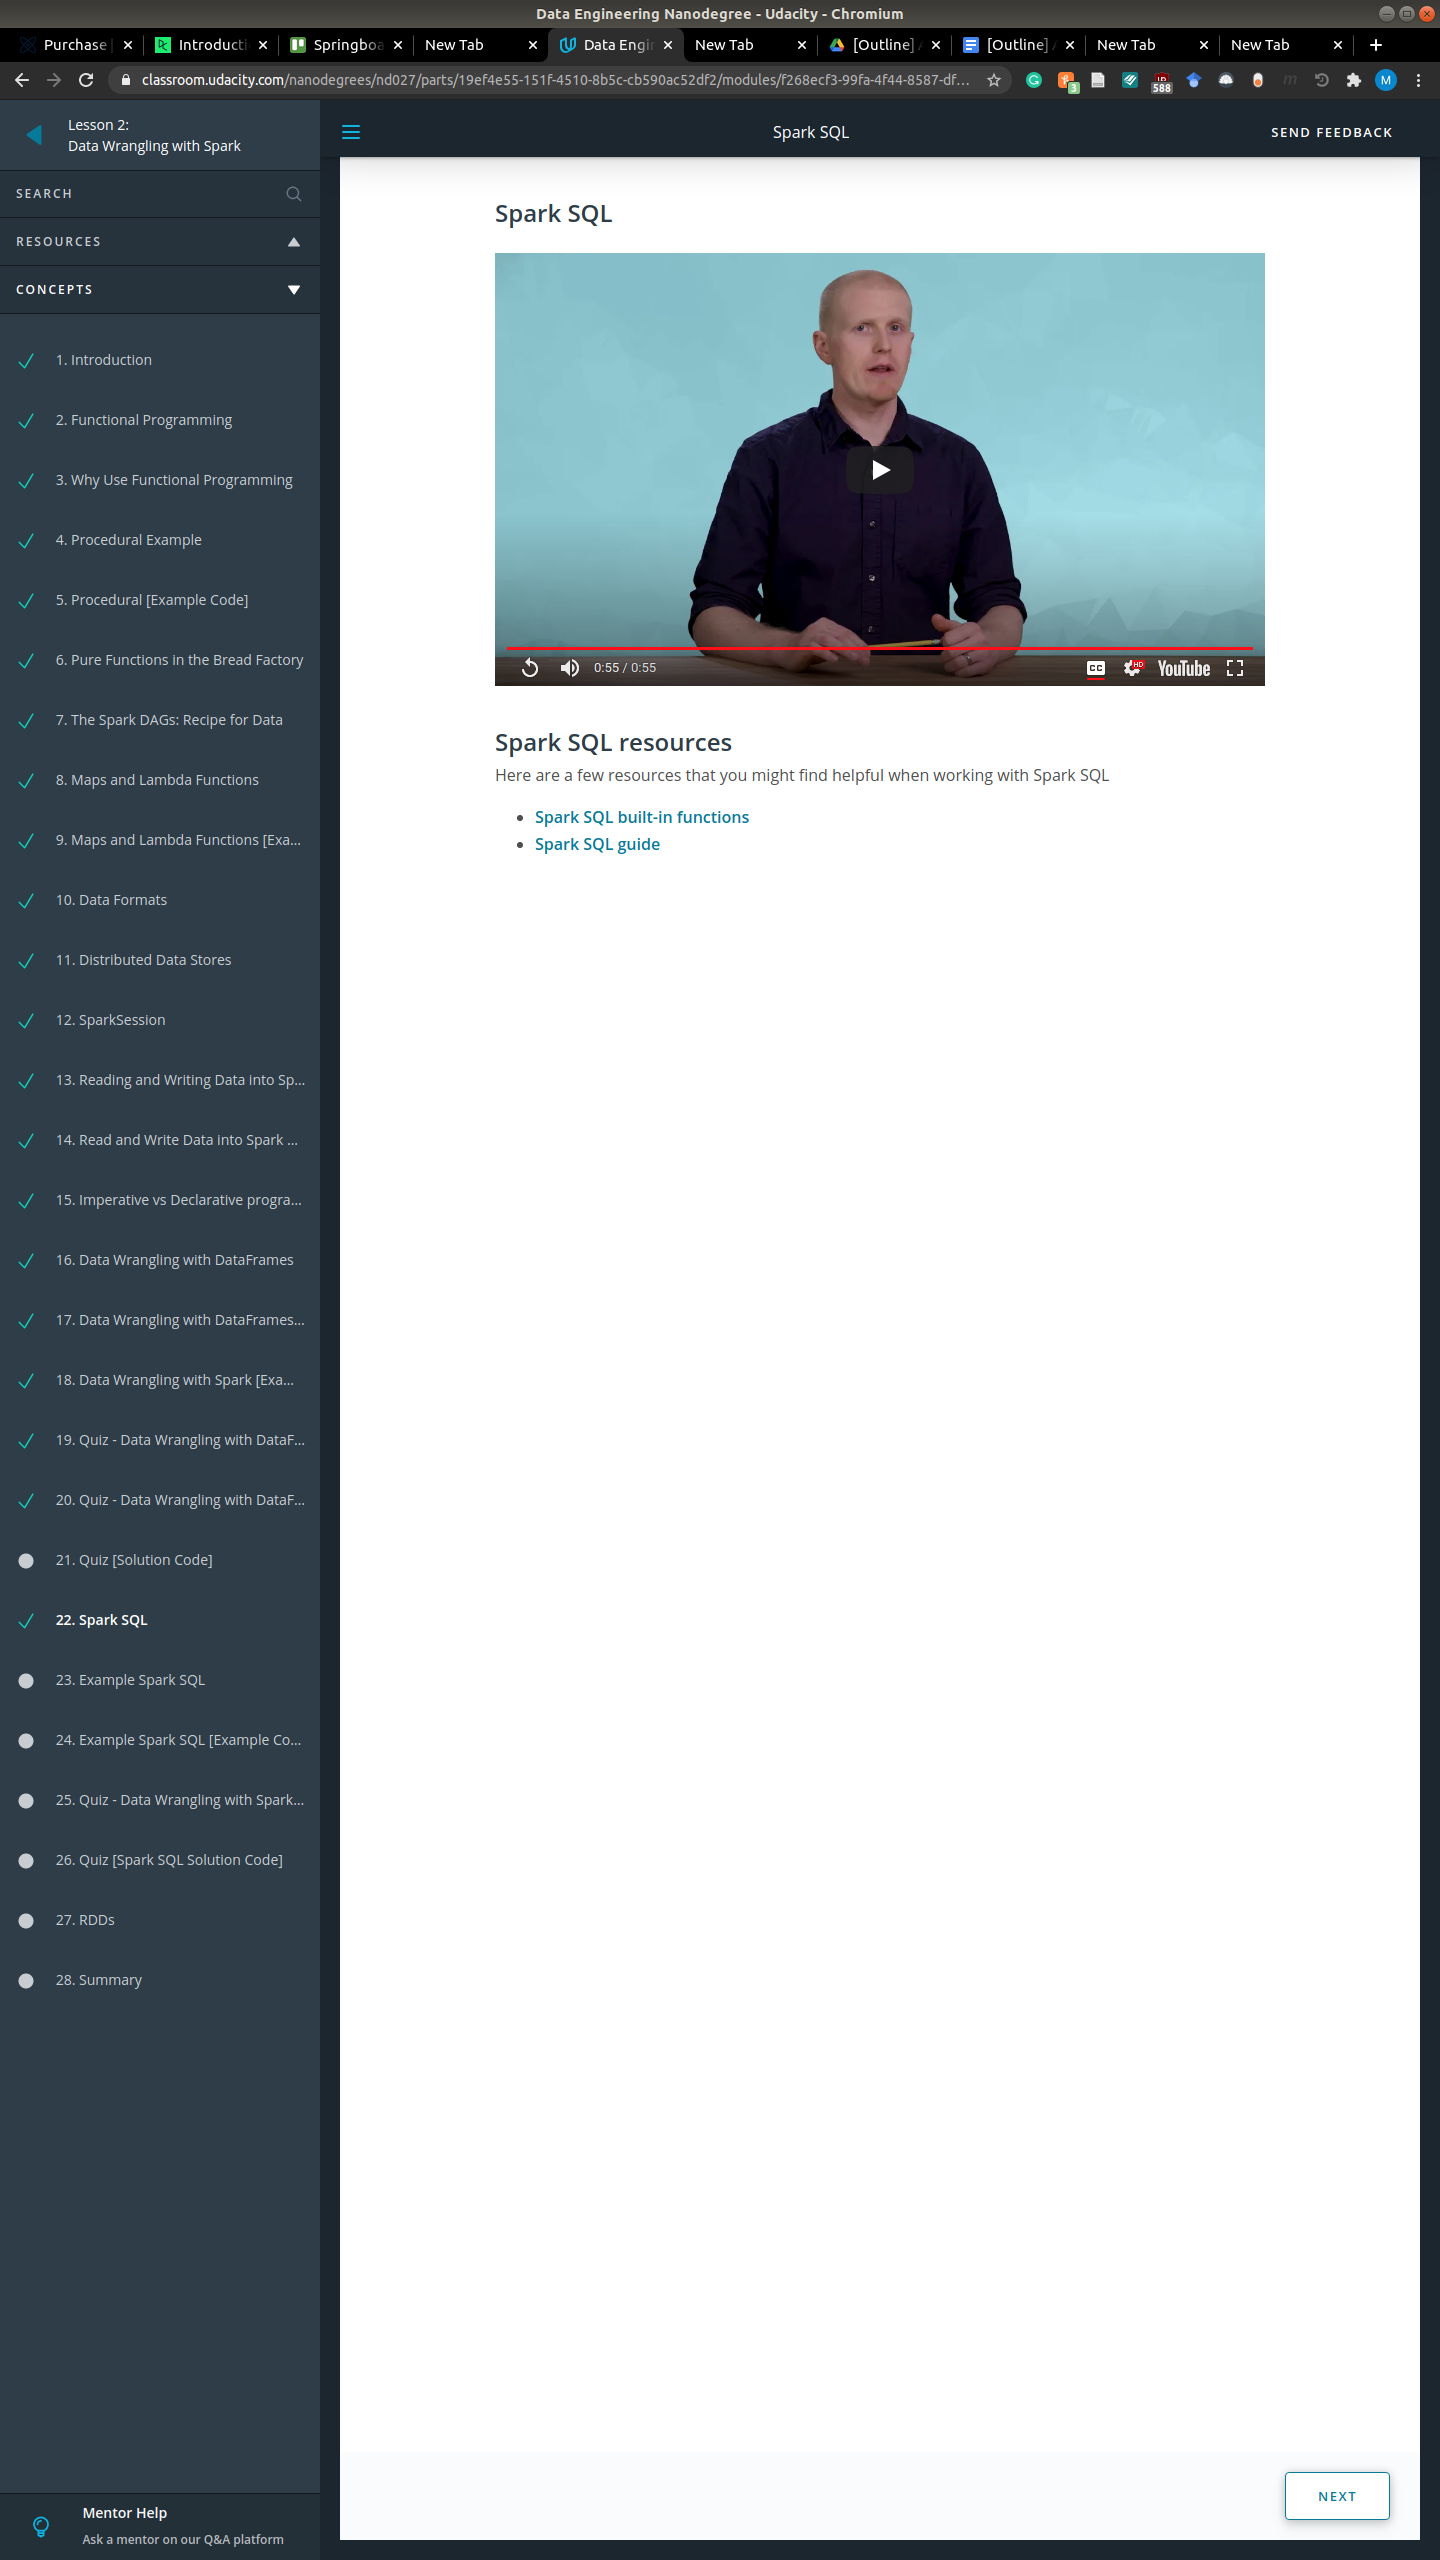 Data Engineering Nanodegree - Udacity - Chromium
Purchase
Introducti
Springboa
New Tab
Data Engin
New Tab
[Outline]
[Outline]
New Tab
New Tab
classroom.udacity.com/nanodegrees/nd027/parts/19ef4e55-151f-4510-8b5c-cb590ac52df2/modules/f268ecf3-99fa-4f44-8587-df...
3
588
M
Lesson 2:
Data Wrangling with Spark
Spark SQL
SEND FEEDBACK
SEARCH
RESOURCES
CONCEPTS
1. Introduction
2. Functional Programming
3. Why Use Functional Programming
4. Procedural Example
5. Procedural [Example Code]
6. Pure Functions in the Bread Factory
7. The Spark DAGs: Recipe for Data
8. Maps and Lambda Functions
9. Maps and Lambda Functions [Exa...
10. Data Formats
11. Distributed Data Stores
12. SparkSession
13. Reading and Writing Data into Sp...
14. Read and Write Data into Spark ...
15. Imperative vs Declarative progra...
16. Data Wrangling with DataFrames
17. Data Wrangling with DataFrames...
18. Data Wrangling with Spark [Exa...
19. Quiz - Data Wrangling with DataF...
20. Quiz - Data Wrangling with DataF...
21. Quiz [Solution Code]
22. Spark SQL
23. Example Spark SQL
24. Example Spark SQL [Example Co...
25. Quiz - Data Wrangling with Spark...
26. Quiz [Spark SQL Solution Code]
27. RDDs
28. Summary
Mentor Help
Ask a mentor on our Q&A platform
Spark SQL
0:55 / 0:55
CC
HD
YouTube
Spark SQL resources
Here are a few resources that you might find helpful when working with Spark SQL
Spark SQL built-in functions
Spark SQL guide
NEXT